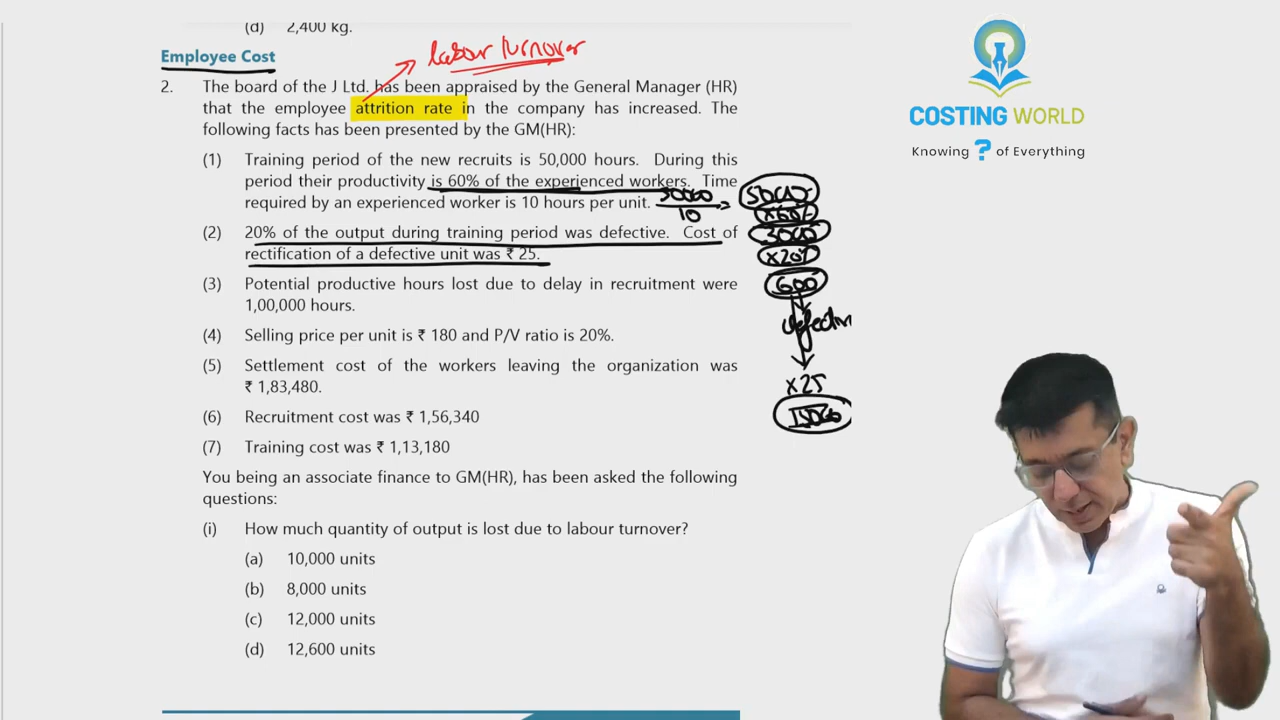 (d) 2,400 kg.
Employee Cost
labour turnover
2. The board of the J Ltd. has been appraised by the General Manager (HR)
that the employee attrition rate in the company has increased. The
following facts has been presented by the GM(HR):
(1) Training period of the new recruits is 50,000 hours. During this
period their productivity is 60% of the experienced workers. Time
required by an experienced worker is 10 hours per unit.
50000
10
5000
x60%
3000
x20%
600
(2) 20% of the output during training period was defective. Cost of
rectification of a defective unit was ₹ 25.
(3) Potential productive hours lost due to delay in recruitment were
1,00,000 hours.
(4) Selling price per unit is ₹ 180 and P/V ratio is 20%.
(5) Settlement cost of the workers leaving the organization was
₹ 1,83,480.
x25
15000
(6) Recruitment cost was ₹ 1,56,340
(7) Training cost was ₹ 1,13,180
You being an associate finance to GM(HR), has been asked the following
questions:
(i) How much quantity of output is lost due to labour turnover?
(a) 10,000 units
(b) 8,000 units
(c) 12,000 units
(d) 12,600 units
COSTING WORLD
Knowing ? of Everything